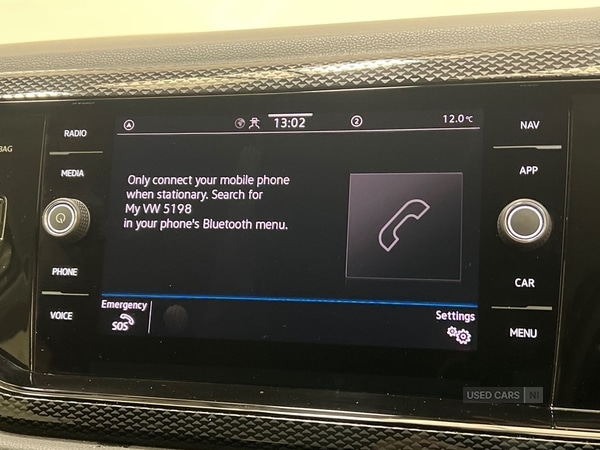 RADIO
MEDIA
PHONE
VOICE
BAG
13:02
2
12.0°C
Only connect your mobile phone
when stationary. Search for
My VW 5198
in your phone's Bluetooth menu.
Emergency
SOS
Settings
NAV
APP
CAR
MENU
USED CARS NI